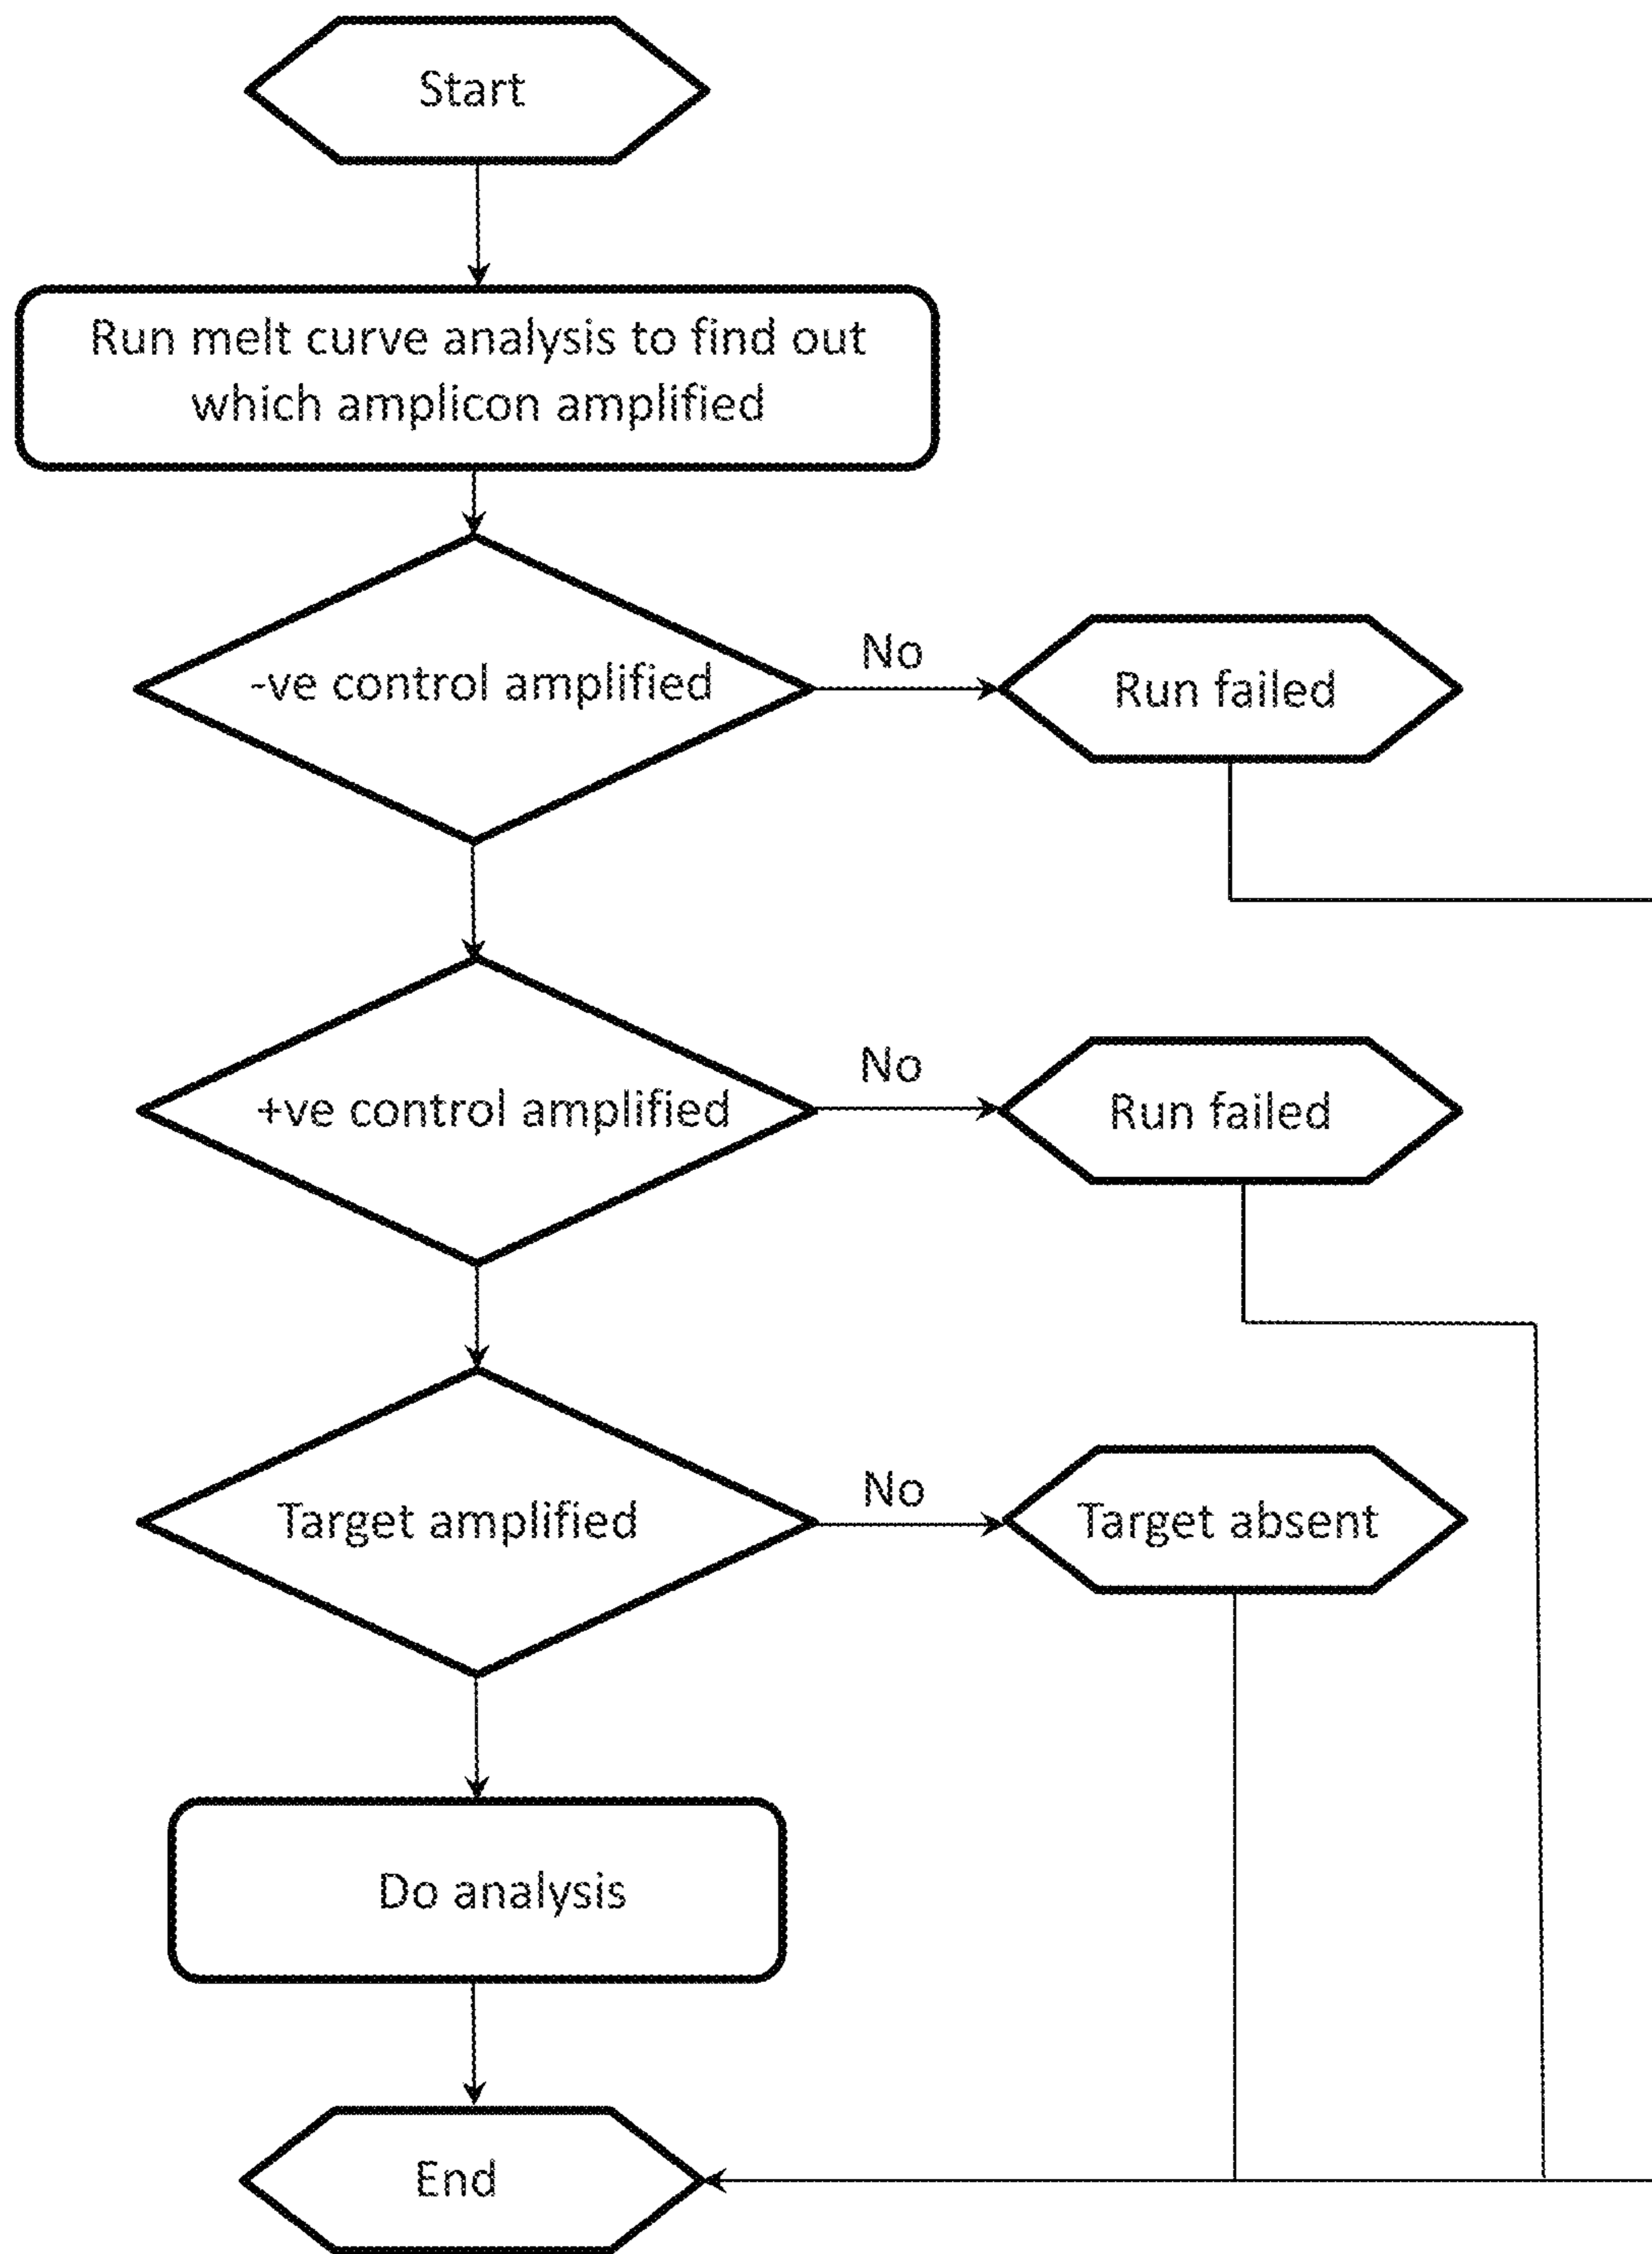 Start
Run melt curve analysis to find out
which amplicon amplified
-ve control amplified
No
Run failed
+ve control amplified
No
Run failed
Target amplified
No
Target absent
Do analysis
End